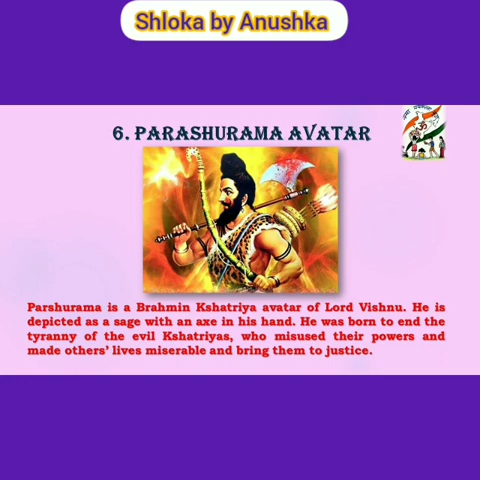 Shloka by Anushka
6. PARASHURAMA AVATAR
Parshurama is a Brahmin Kshatriya avatar of Lord Vishnu. He is
depicted as a sage with an axe in his hand. He was born to end the
tyranny of the evil Kshatriyas, who misused their powers and
made others’ lives miserable and bring them to justice.